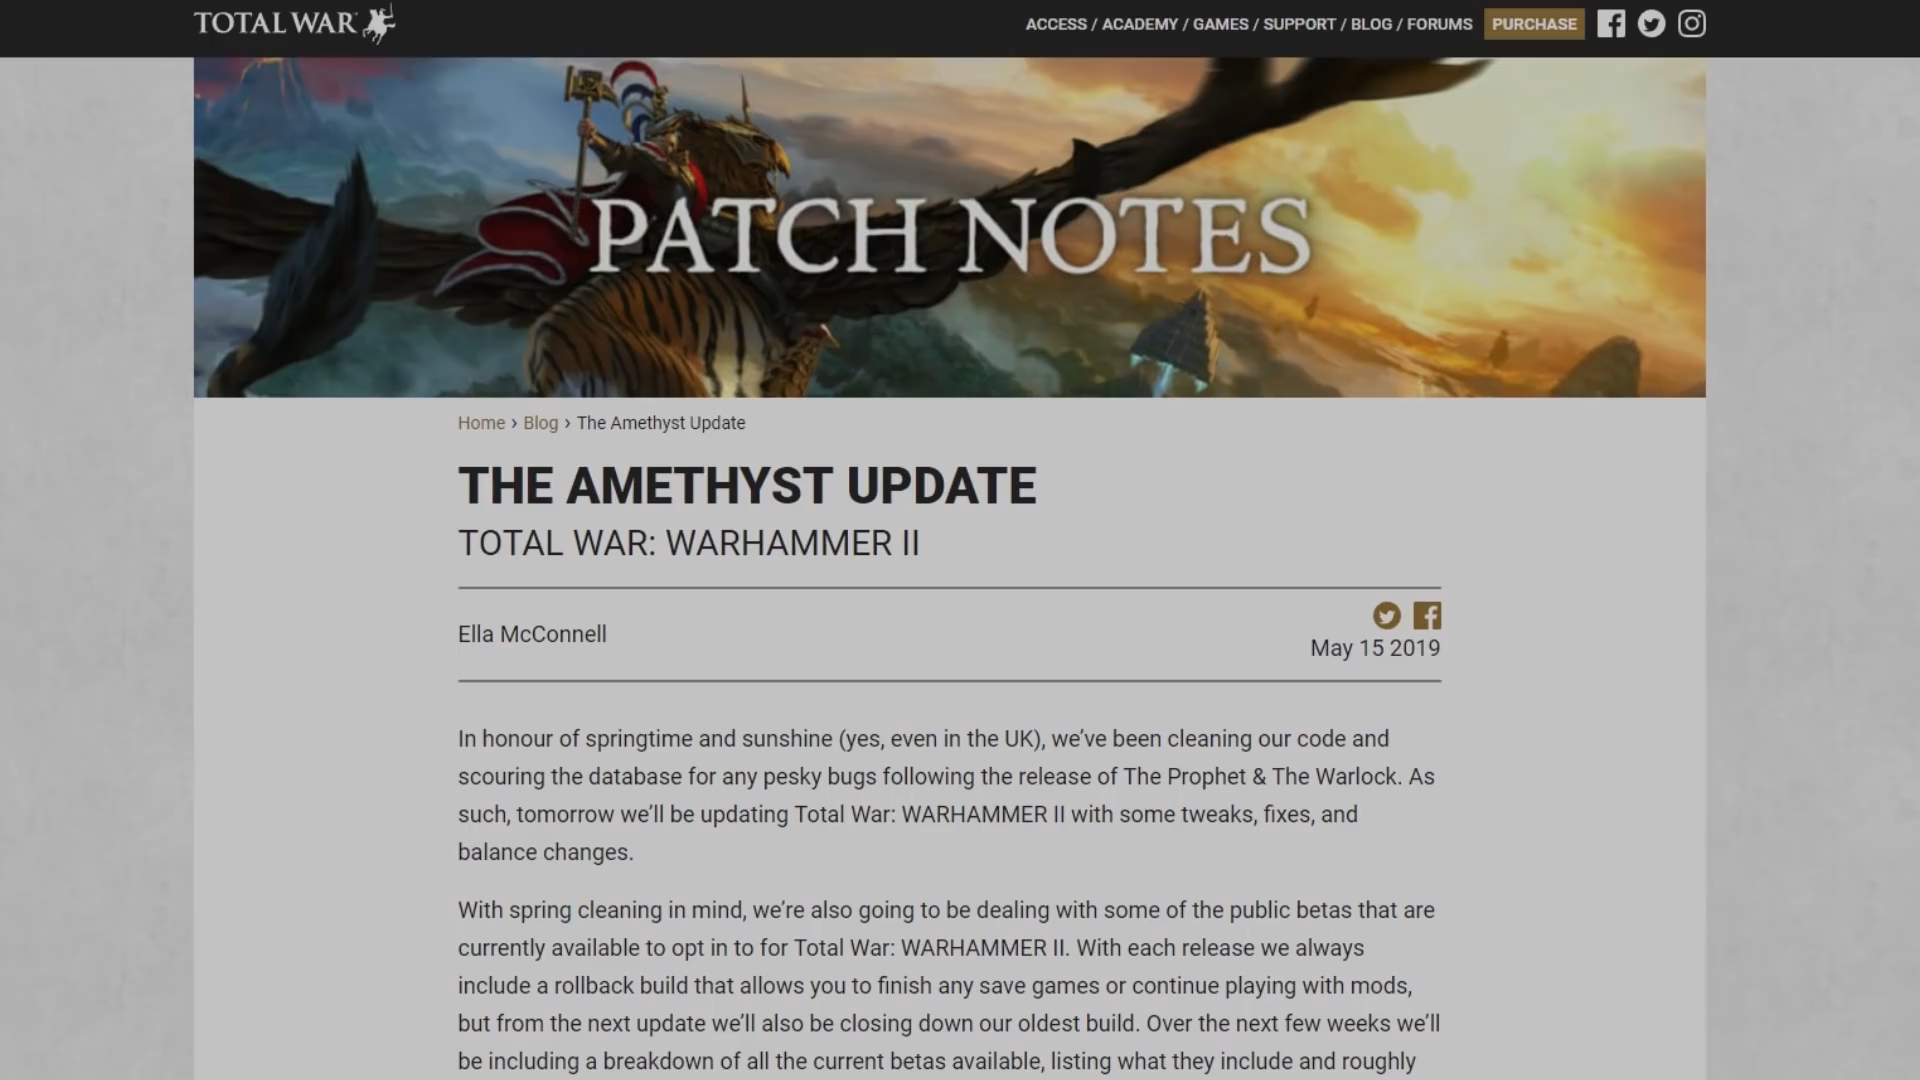 TOTAL WAR
ACCESS / ACADEMY / GAMES / SUPPORT / BLOG / FORUMS PURCHASE
PATCH NOTES
Home › Blog › The Amethyst Update
THE AMETHYST UPDATE
TOTAL WAR: WARHAMMER II
Ella McConnell
May 15 2019
In honour of springtime and sunshine (yes, even in the UK), we’ve been cleaning our code and
scouring the database for any pesky bugs following the release of The Prophet & The Warlock. As
such, tomorrow we’ll be updating Total War: WARHAMMER II with some tweaks, fixes, and
balance changes.
With spring cleaning in mind, we’re also going to be dealing with some of the public betas that are
currently available to opt in to for Total War: WARHAMMER II. With each release we always
include a rollback build that allows you to finish any save games or continue playing with mods,
but from the next update we’ll also be closing down our oldest build. Over the next few weeks we’ll
be including a breakdown of all the current betas available, listing what they include and roughly